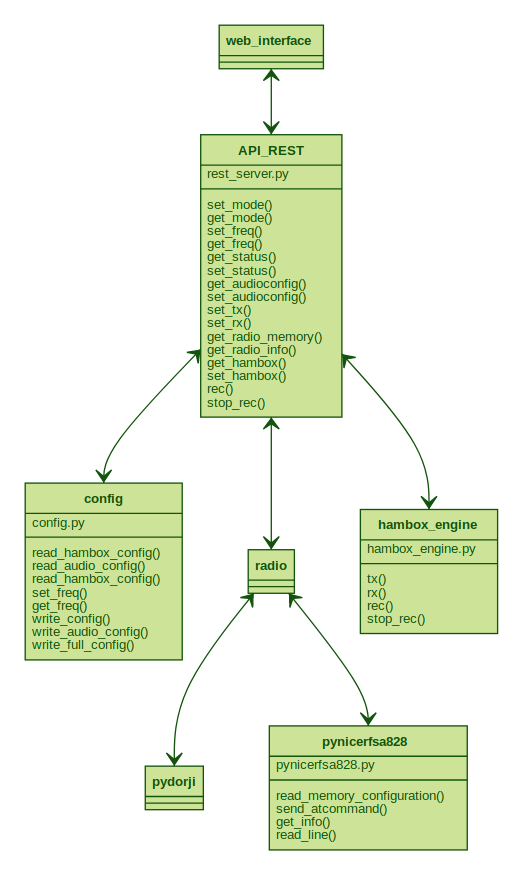 web_interface
API_REST
rest_server.py
set_mode()
get_mode()
set_freq()
get_freq()
get_status()
set_status()
get_audioconfig()
set_audioconfig()
set_tx()
set_rx()
get_radio_memory()
get_radio_info()
get_hambox()
set_hambox()
rec()
stop_rec()
config
config.py
read_hambox_config()
read_audio_config()
read_hambox_config()
set_freq()
get_freq()
write_config()
write_audio_config()
write_full_config()
hambox_engine
hambox_engine.py
tx()
rx()
rec()
stop_rec()
radio
pydorji
pynicerfsa828
pynicerfsa828.py
read_memory_configuration()
send_atcommand()
get_info()
read_line()